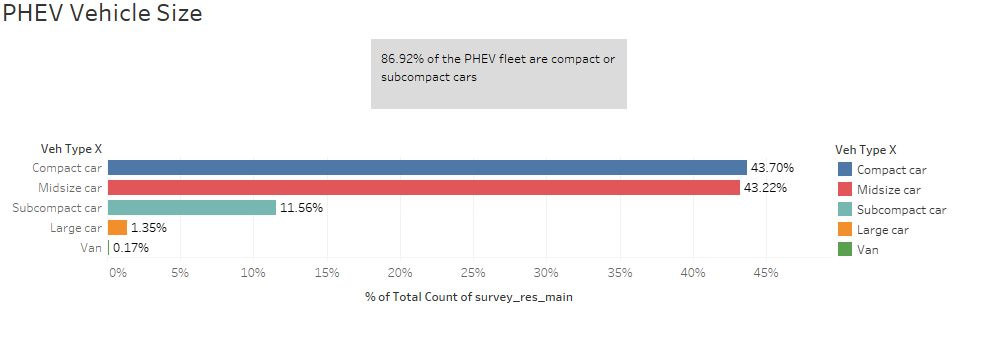 PHEV Vehicle Size
86.92% of the PHEV fleet are compact or
subcompact cars
Veh Type X
Compact car 43.70%
Midsize car 43.22%
Subcompact car 11.56%
Large car 1.35%
Van 0.17%
0% 5% 10% 15% 20% 25% 30% 35% 40% 45%
% of Total Count of survey_res_main
Veh Type X
Compact car
Midsize car
Subcompact car
Large car
Van